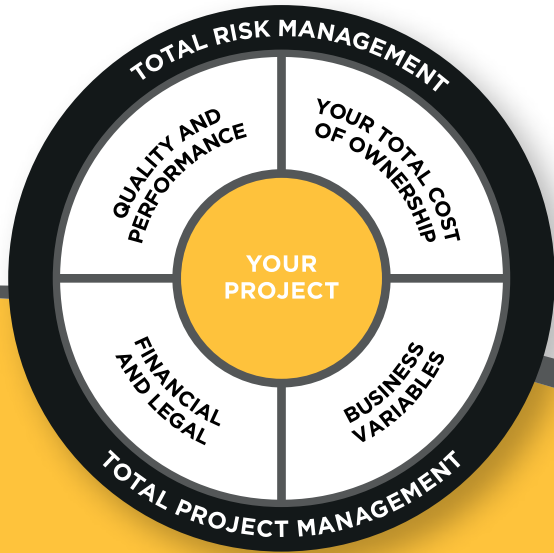 TOTAL RISK MANAGEMENT
QUALITY AND
PERFORMANCE
YOUR TOTAL COST
OF OWNERSHIP
YOUR
PROJECT
FINANCIAL
AND LEGAL
BUSINESS
VARIABLES
TOTAL PROJECT MANAGEMENT